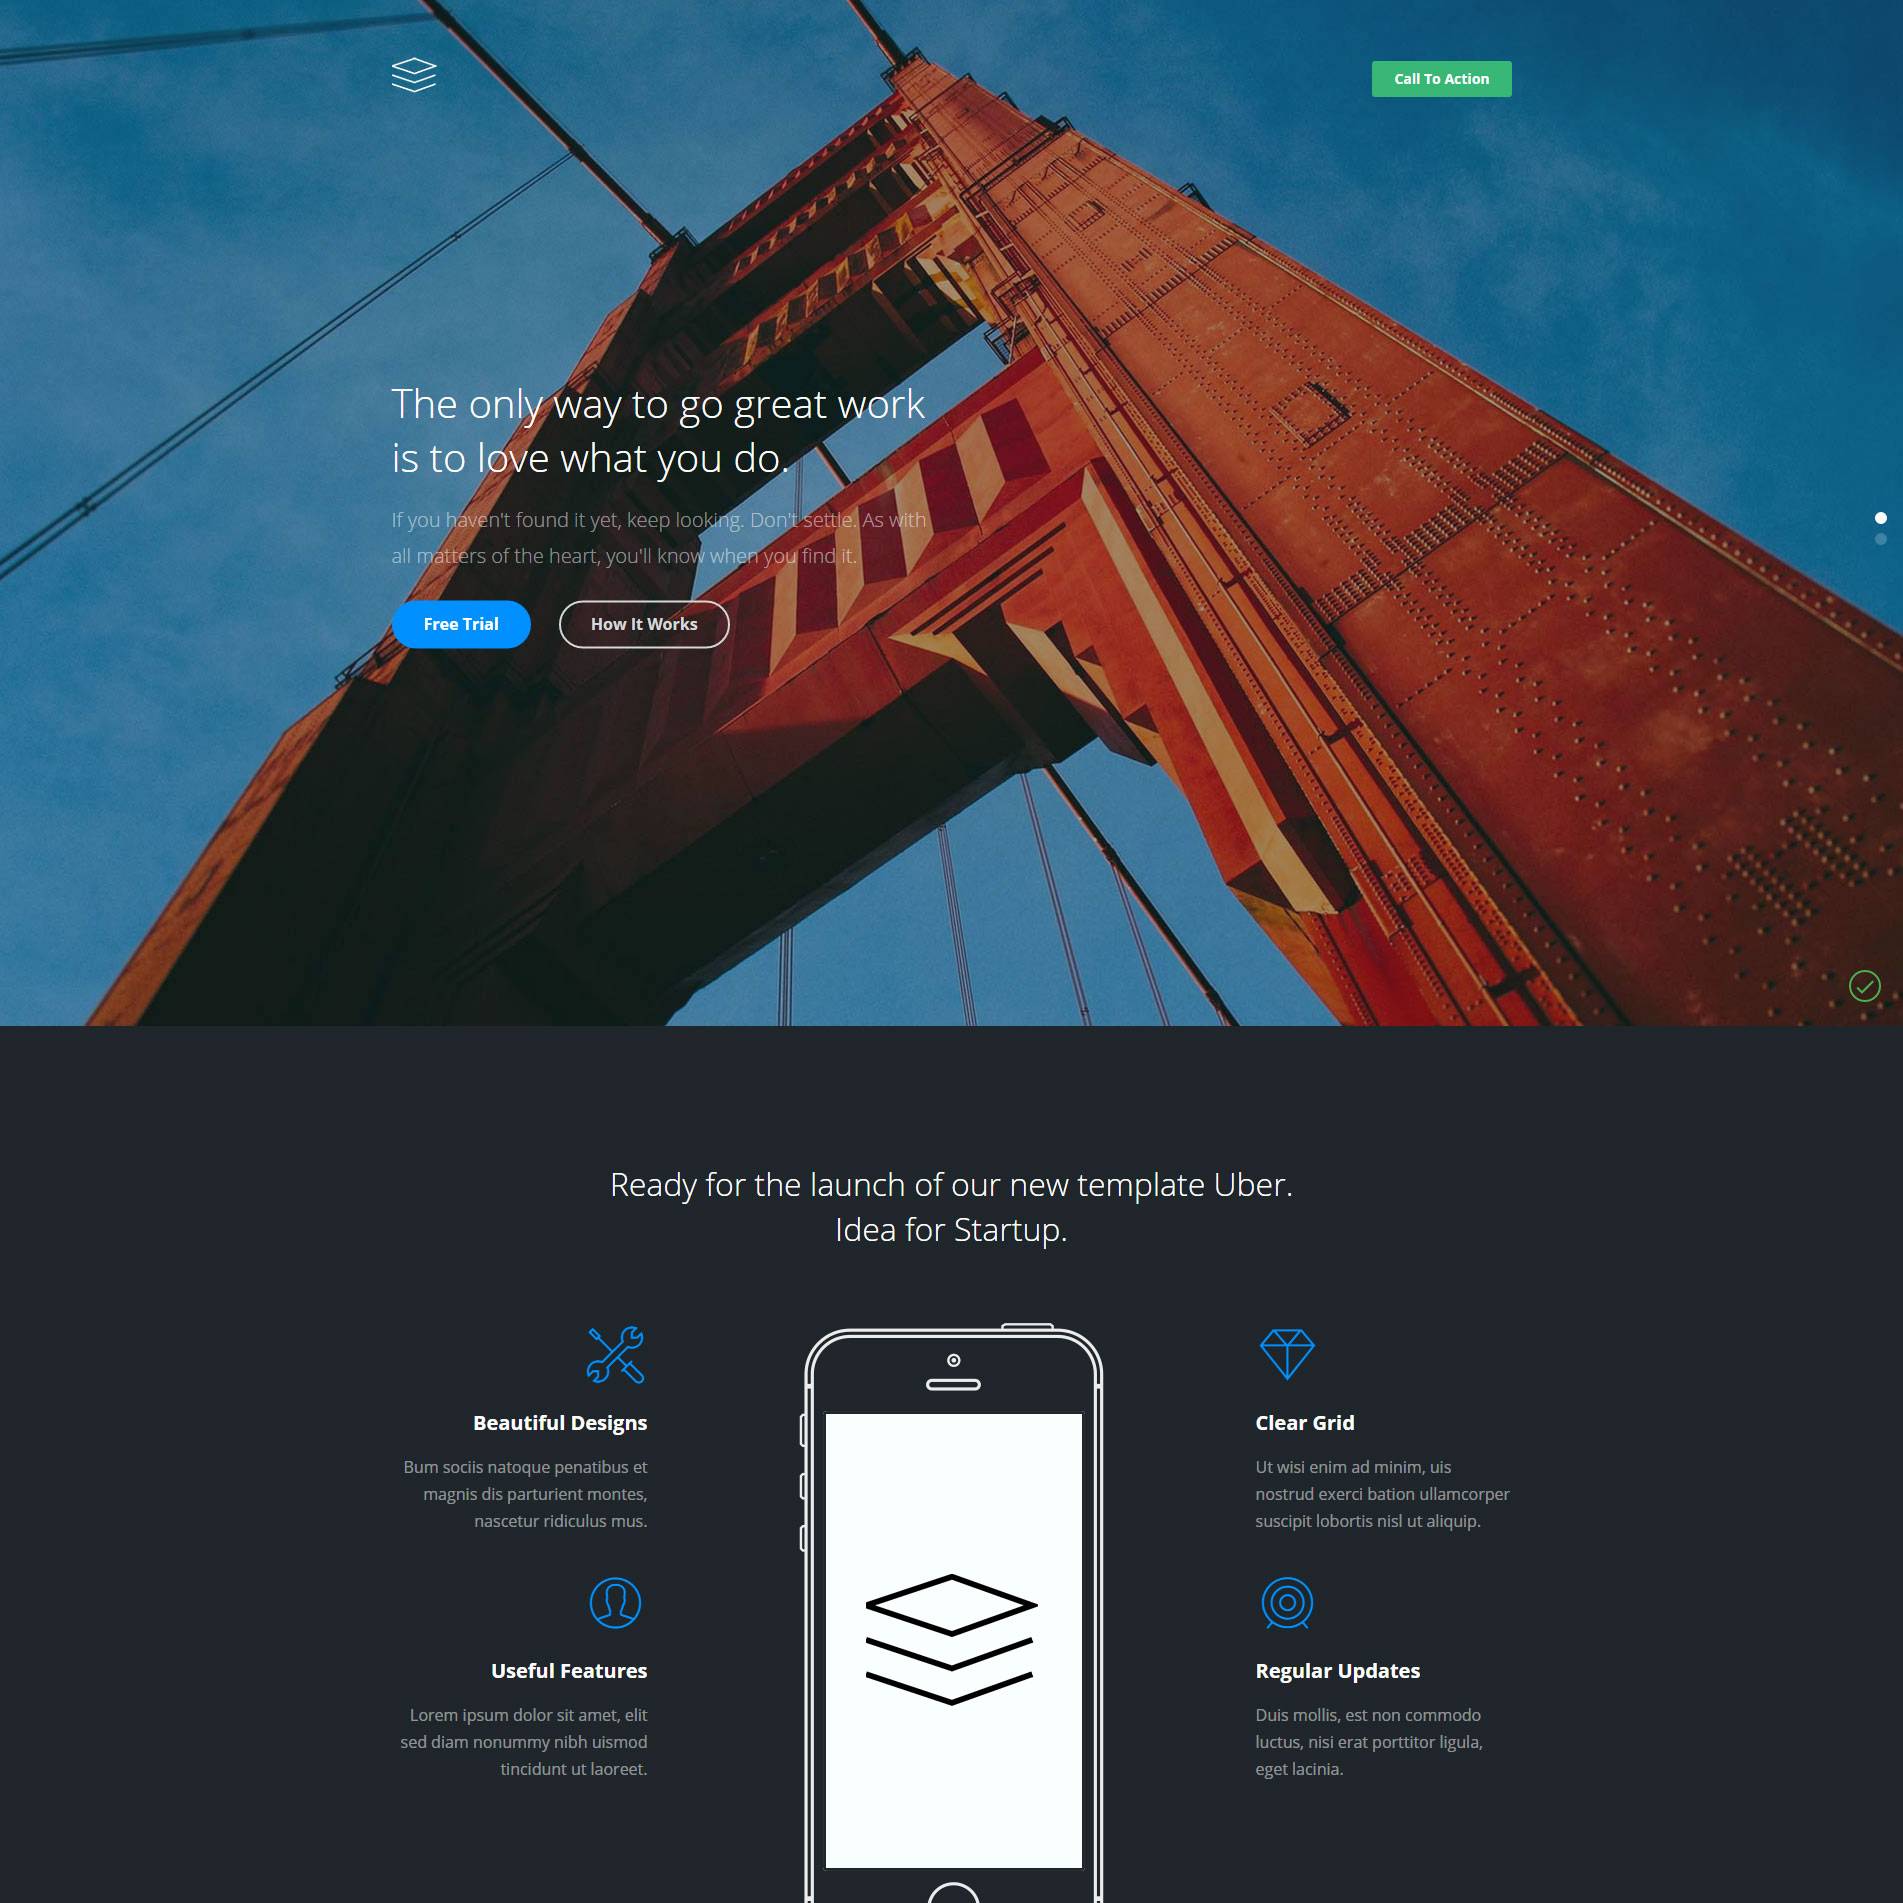 Call To Action
The only way to go great work
is to love what you do.
If you haven't found it yet, keep looking. Don't settle. As with
all matters of the heart, you'll know when you find it.
Free Trial
How It Works
Ready for the launch of our new template Uber.
Idea for Startup.
Beautiful Designs
Bum sociis natoque penatibus et
magnis dis parturient montes,
nascetur ridiculus mus.
Useful Features
Lorem ipsum dolor sit amet, elit
sed diam nonummy nibh uismod
tincidunt ut laoreet.
Clear Grid
Ut wisi enim ad minim, uis
nostrud exerci bation ullamcorper
suscipit lobortis nisl ut aliquip.
Regular Updates
Duis mollis, est non commodo
luctus, nisi erat porttitor ligula,
eget lacinia.